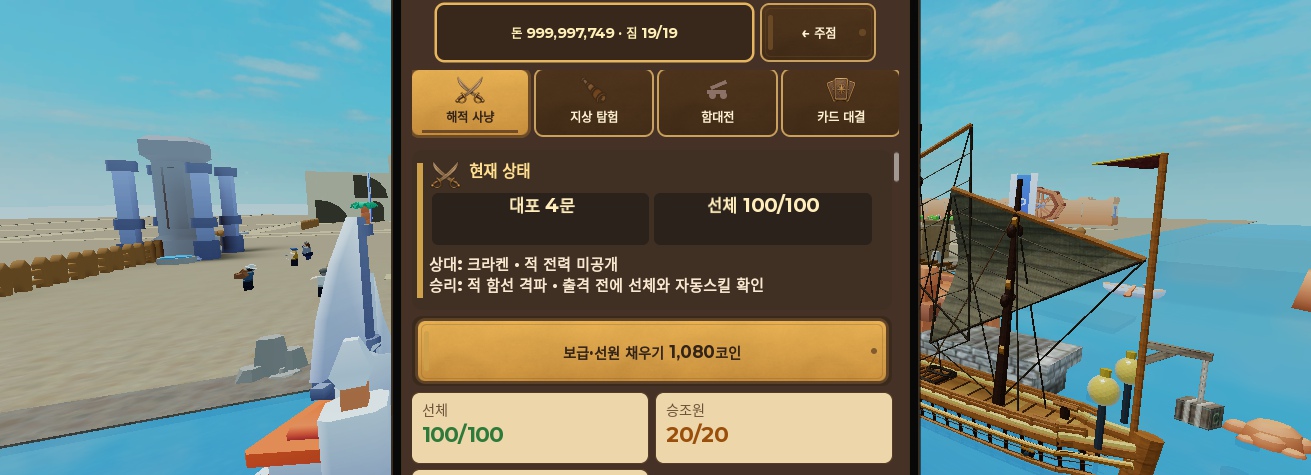 돈 999,997,749 · 짐 19/19
← 주점
해적 사냥
지상 탐험
함대전
카드 대결
현재 상태
대포 4문
선체 100/100
상대: 크라켄 • 적 전력 미공개
승리: 적 함선 격파 • 출격 전에 선체와 자동스킬 확인
보급·선원 채우기 1,080코인
선체
100/100
승조원
20/20